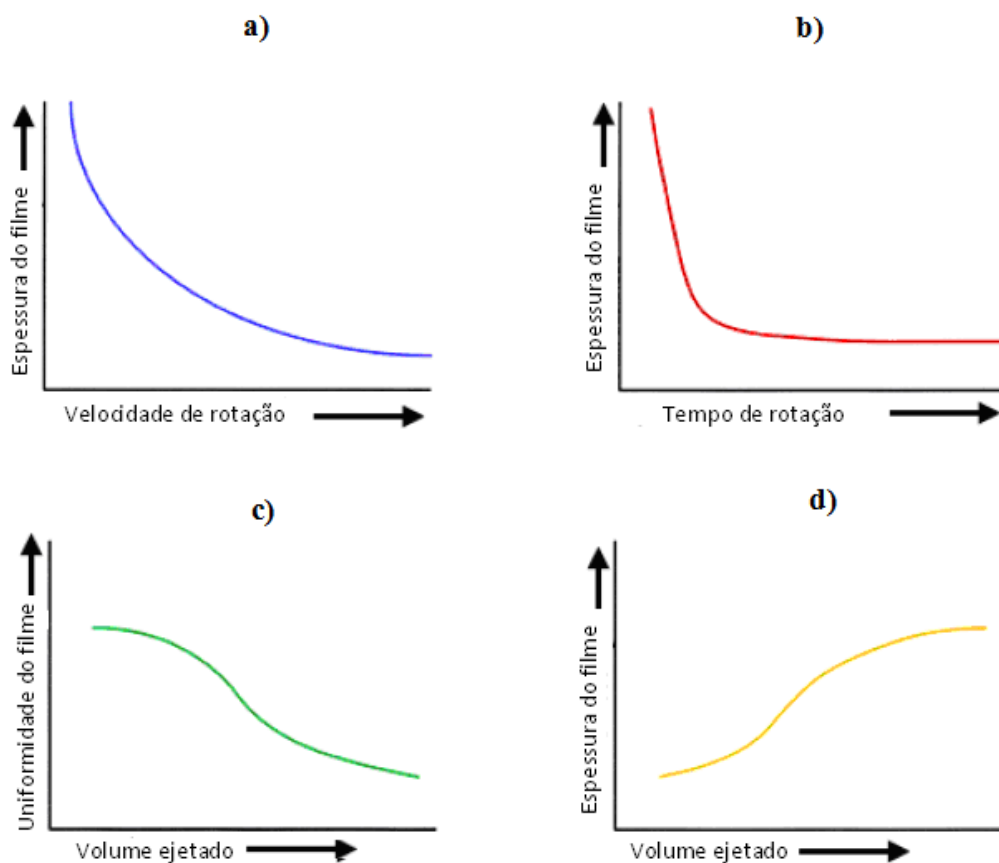 a)
Espessura do filme
Velocidade de rotação
b)
Espessura do filme
Tempo de rotação
c)
Uniformidade do filme
Volume ejetado
d)
Espessura do filme
Volume ejetado